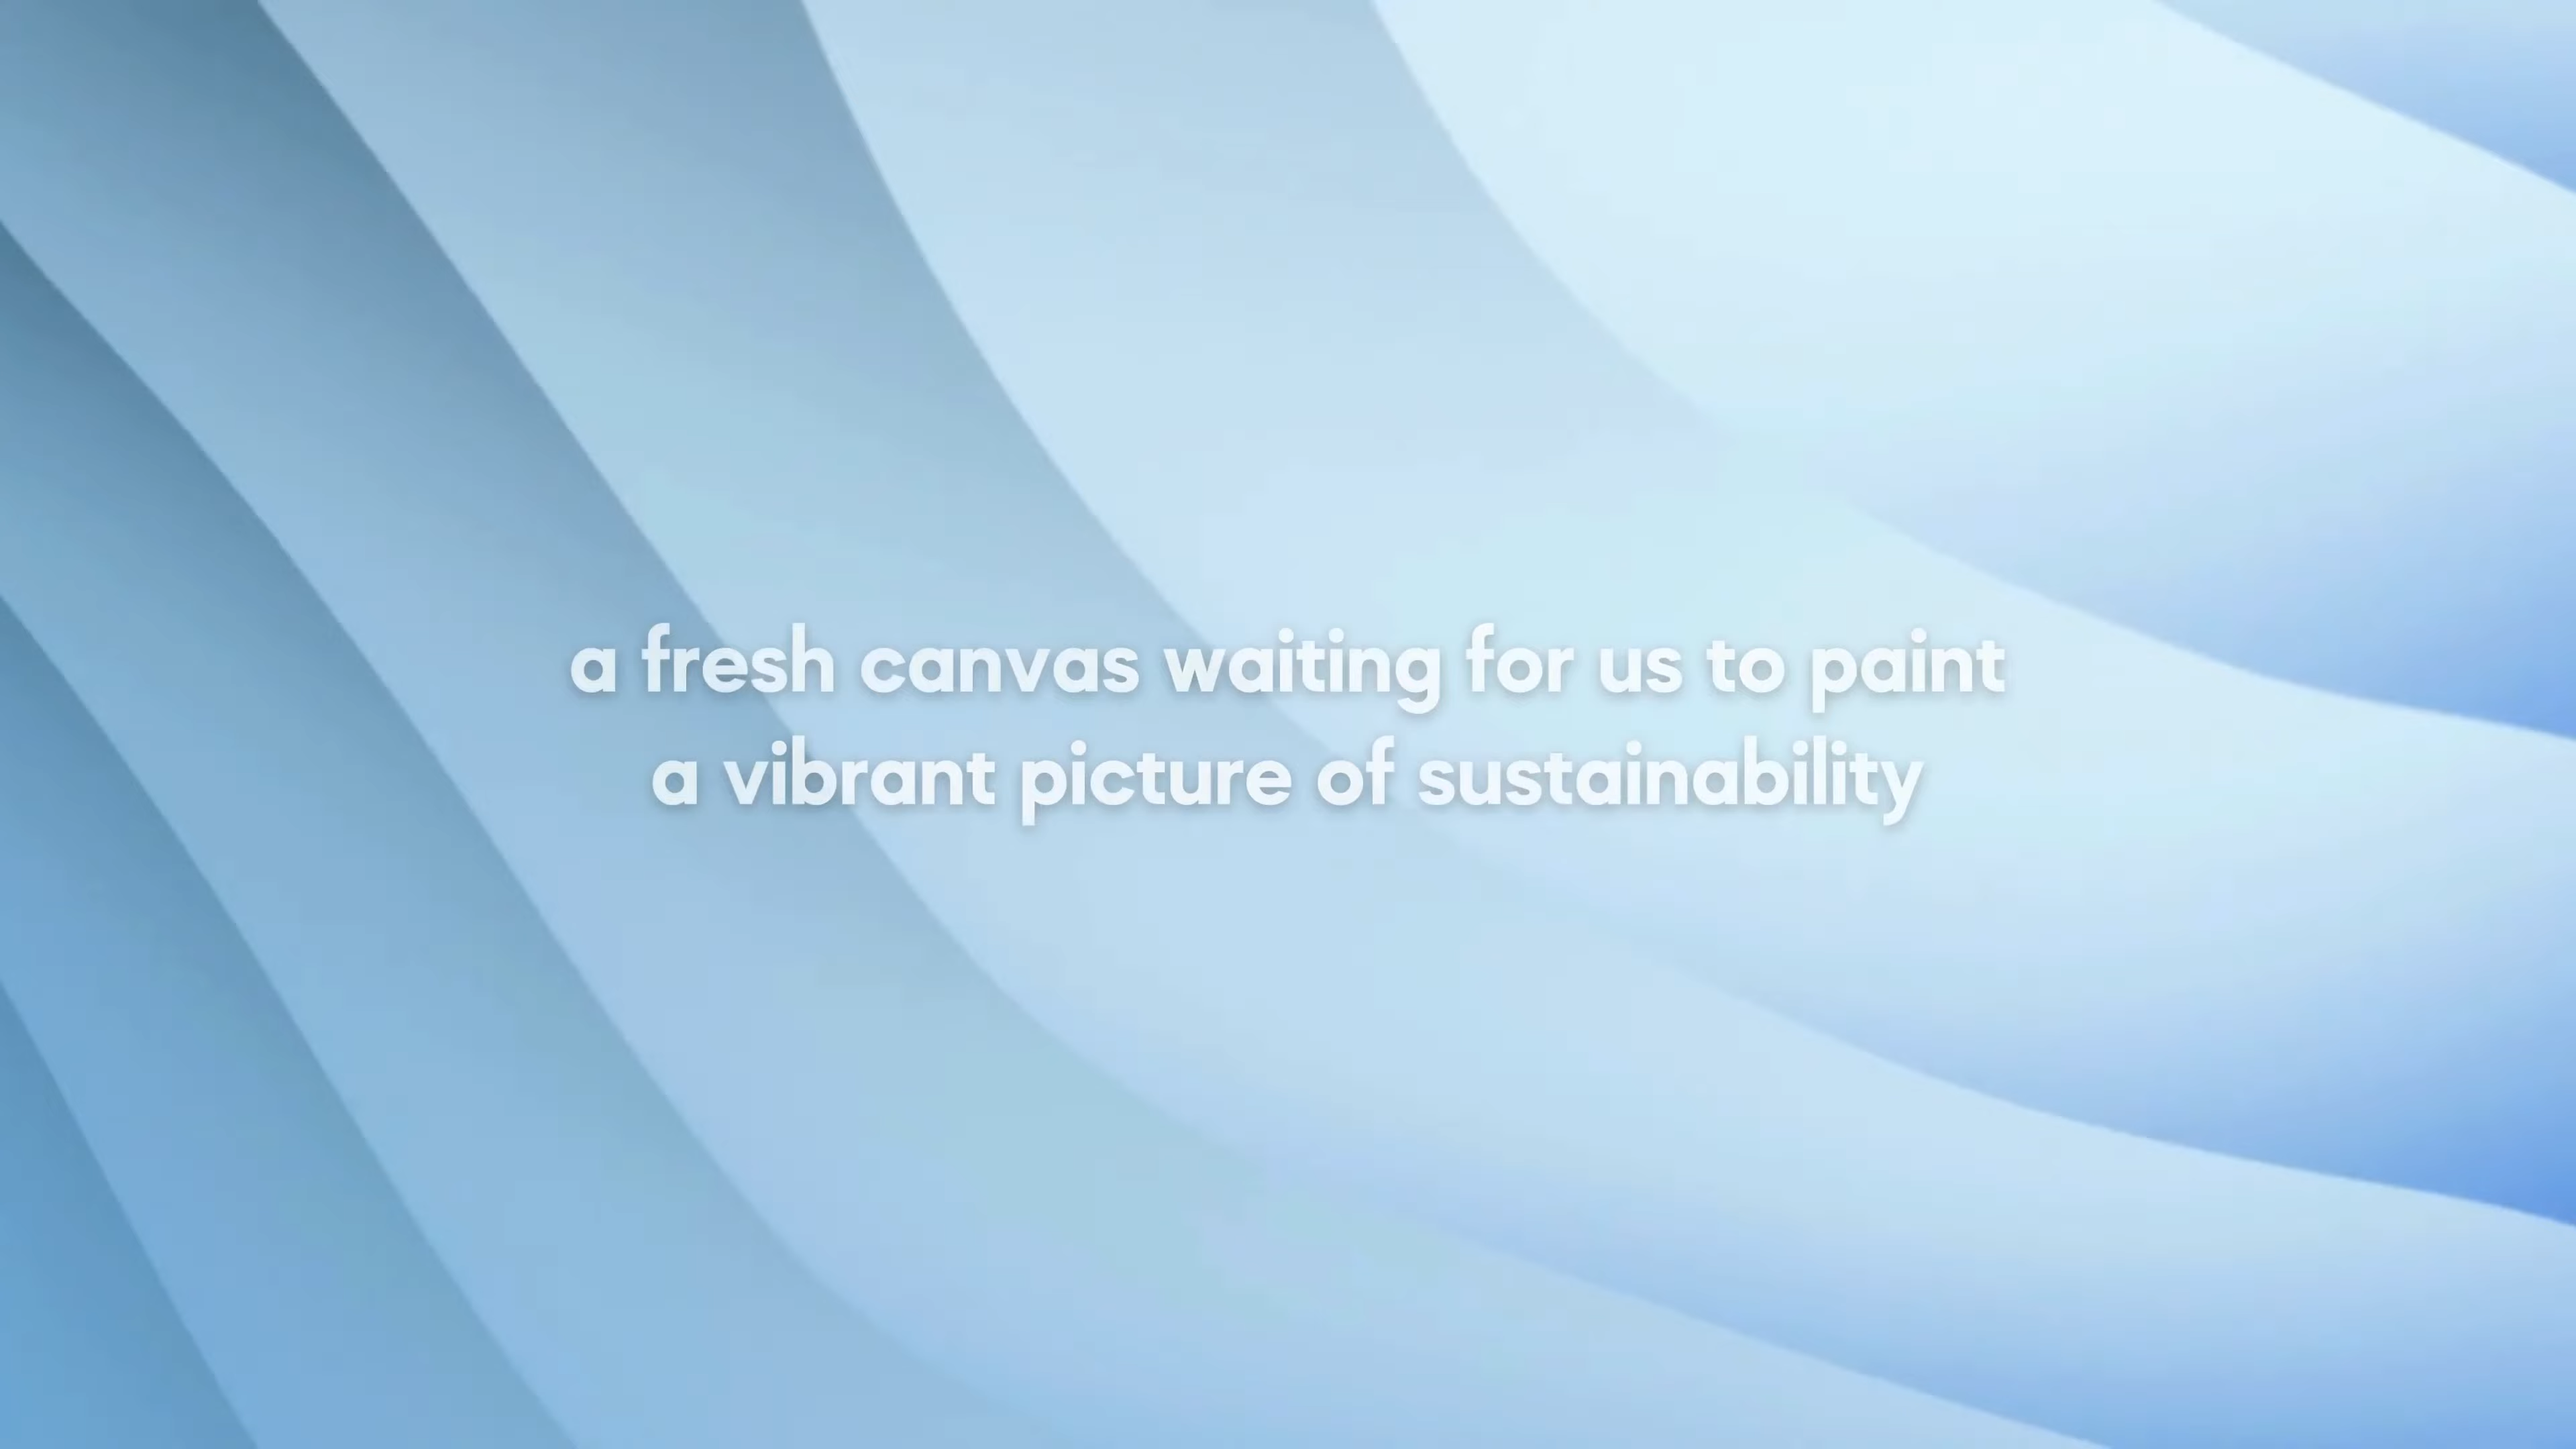 a fresh canvas waiting for us to paint
a vibrant picture of sustainability